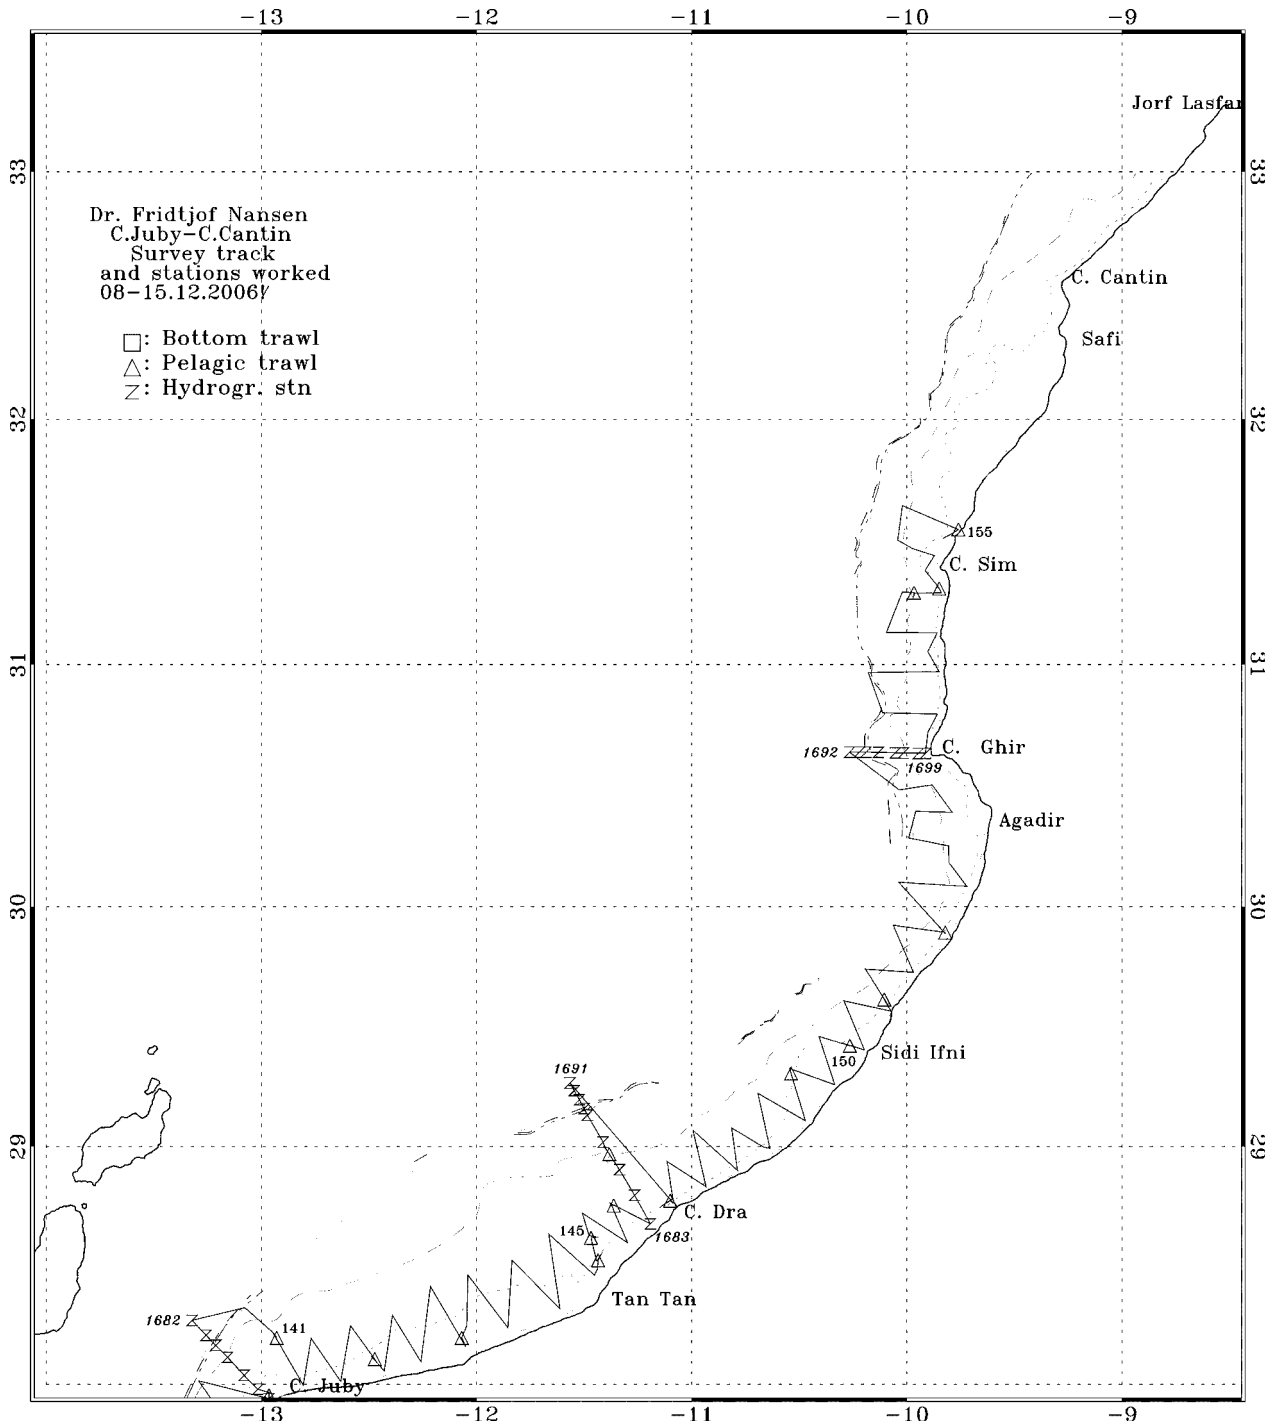 -13 -12 -11 -10 -9
Jorf Lasfar
33 33
Dr. Fridtjof Nansen
C.Juby-C.Cantin
Survey track
and stations worked
08-15.12.2006/
C. Cantin
□: Bottom trawl
Safi
△: Pelagic trawl
Z: Hydrogr. stn
32 32
155
C. Sim
31 31
1692
C. Ghir
1699
Agadir
30 30
Sidi Ifni
150
1691
29 29
C. Dra
145
1683
Tan Tan
1682
141
C. Juby
-13 -12 -11 -10 -9